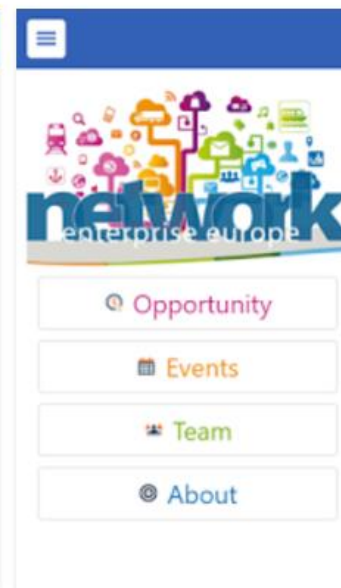 network
enterprise europe
Opportunity
Events
Team
About